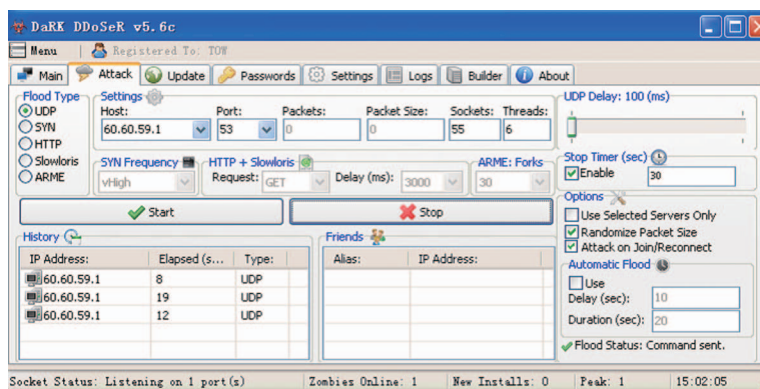 DaRK DDoSeR v5.6c
Menu Registered To: TOW
Main Attack Update Passwords Settings Logs Builder About
Flood Type
UDP
SYN
HTTP
Slowloris
ARME
Settings
Host: Port: Packets: Packet Size: Sockets: Threads:
60.60.59.1 53 0 0 55 6
SYN Frequency
vHigh
HTTP + Slowloris
Request: GET Delay (ms): 3000
ARME: Forks
30
Start Stop
UDP Delay: 100 (ms)
Stop Timer (sec)
Enable 30
Options
Use Selected Servers Only
Randomize Packet Size
Attack on Join/Reconnect
Automatic Flood
Use
Delay (sec): 10
Duration (sec): 20
Flood Status: Command sent.
History
IP Address: Elapsed (s... Type:
60.60.59.1 8 UDP
60.60.59.1 19 UDP
60.60.59.1 12 UDP
Friends
Alias: IP Address:
Socket Status: Listening on 1 port(s) Zombies Online: 1 New Installs: 0 Peak: 1 15:02:05